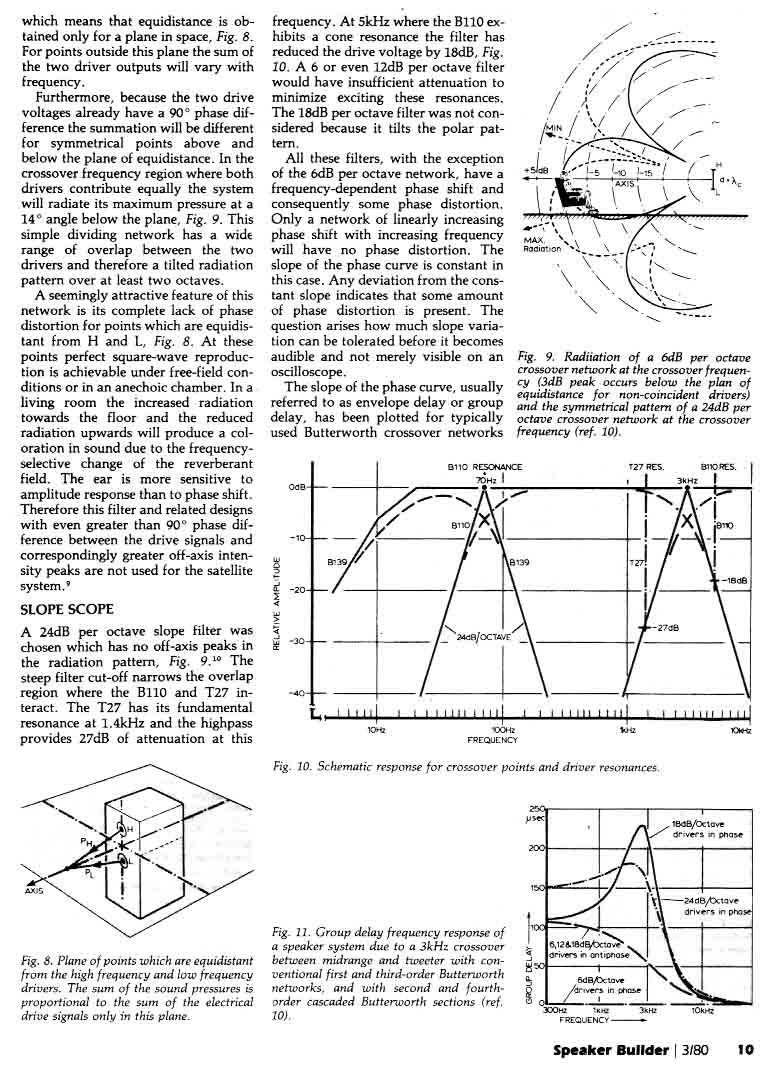 which means that equidistance is ob-
tained only for a plane in space, Fig. 8.
For points outside this plane the sum of
the two driver outputs will vary with
frequency.
Furthermore, because the two drive
voltages already have a 90° phase dif-
ference the summation will be different
for symmetrical points above and
below the plane of equidistance. In the
crossover frequency region where both
drivers contribute equally the system
will radiate its maximum pressure at a
14° angle below the plane, Fig. 9. This
simple dividing network has a wide
range of overlap between the two
drivers and therefore a tilted radiation
pattern over at least two octaves.
A seemingly attractive feature of this
network is its complete lack of phase
distortion for points which are equidis-
tant from H and L, Fig. 8. At these
points perfect square-wave reproduc-
tion is achievable under free-field con-
ditions or in an anechoic chamber. In a
living room the increased radiation
towards the floor and the reduced
radiation upwards will produce a col-
oration in sound due to the frequency-
selective change of the reverberant
field. The ear is more sensitive to
amplitude response than to phase shift.
Therefore this filter and related designs
with even greater than 90° phase dif-
ference between the drive signals and
correspondingly greater off-axis inten-
sity peaks are not used for the satellite
system.⁹
SLOPE SCOPE
A 24dB per octave slope filter was
chosen which has no off-axis peaks in
the radiation pattern, Fig. 9.¹⁰ The
steep filter cut-off narrows the overlap
region where the B110 and T27 in-
teract. The T27 has its fundamental
resonance at 1.4kHz and the highpass
provides 27dB of attenuation at this
frequency. At 5kHz where the B110 ex-
hibits a cone resonance the filter has
reduced the drive voltage by 18dB, Fig.
10. A 6 or even 12dB per octave filter
would have insufficient attenuation to
minimize exciting these resonances.
The 18dB per octave filter was not con-
sidered because it tilts the polar pat-
tern.
All these filters, with the exception
of the 6dB per octave network, have a
frequency-dependent phase shift and
consequently some phase distortion.
Only a network of linearly increasing
phase shift with increasing frequency
will have no phase distortion. The
slope of the phase curve is constant in
this case. Any deviation from the cons-
tant slope indicates that some amount
of phase distortion is present. The
question arises how much slope varia-
tion can be tolerated before it becomes
audible and not merely visible on an
oscilloscope.
The slope of the phase curve, usually
referred to as envelope delay or group
delay, has been plotted for typically
used Butterworth crossover networks
MIN
+5dB
-5
-10
-15
AXIS
H
d=λc
L
MAX.
Radiation
Fig. 9. Radiiation of a 6dB per octave
crossover network at the crossover frequen-
cy (3dB peak occurs below the plan of
equidistance for non-coincident drivers)
and the symmetrical pattern of a 24dB per
octave crossover network at the crossover
frequency (ref. 10).
B110 RESONANCE
70Hz
T27 RES.
B110 RES.
3kHz
0dB
-10
-20
-30
-40
RELATIVE AMPLITUDE
B139
B110
B139
T27
B110
-18dB
-27dB
24dB/OCTAVE
10Hz
100Hz
1kHz
10kHz
FREQUENCY
Fig. 10. Schematic response for crossover points and driver resonances.
H
PH
L
PL
AXIS
Fig. 8. Plane of points which are equidistant
from the high frequency and low frequency
drivers. The sum of the sound pressures is
proportional to the sum of the electrical
drive signals only in this plane.
Fig. 11. Group delay frequency response of
a speaker system due to a 3kHz crossover
between midrange and tweeter with con-
ventional first and third-order Butterworth
networks, and with second and fourth-
order cascaded Butterworth sections (ref.
10).
250
μsec
200
150
100
50
0
GROUP DELAY
18dB/Octave
drivers in phase
24dB/Octave
drivers in phase
6,12&18dB/Octave
drivers in antiphase
6dB/Octave
drivers in phase
300Hz
1kHz
3kHz
10kHz
FREQUENCY
Speaker Builder | 3/80 10